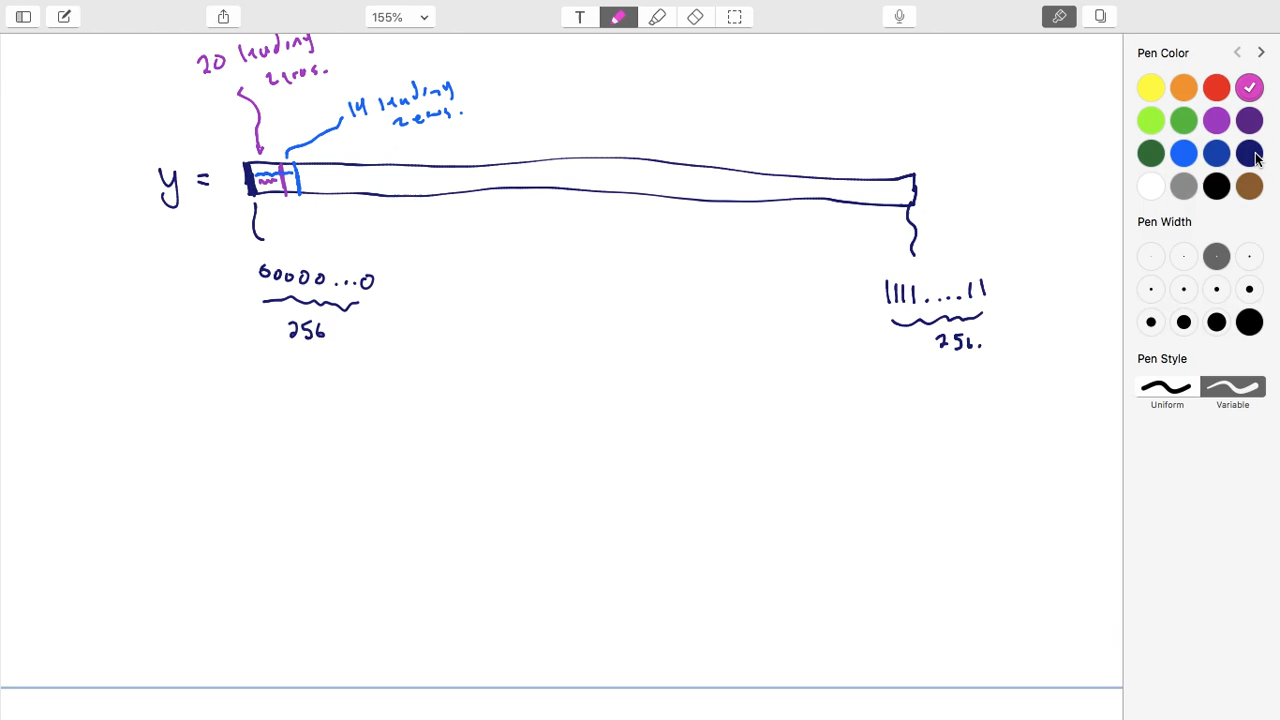 155%
T
20 leading
zeros.
14 leading
zeros.
y =
00000...0
256
1111....11
256.
Pen Color
Pen Width
Pen Style
Uniform
Variable